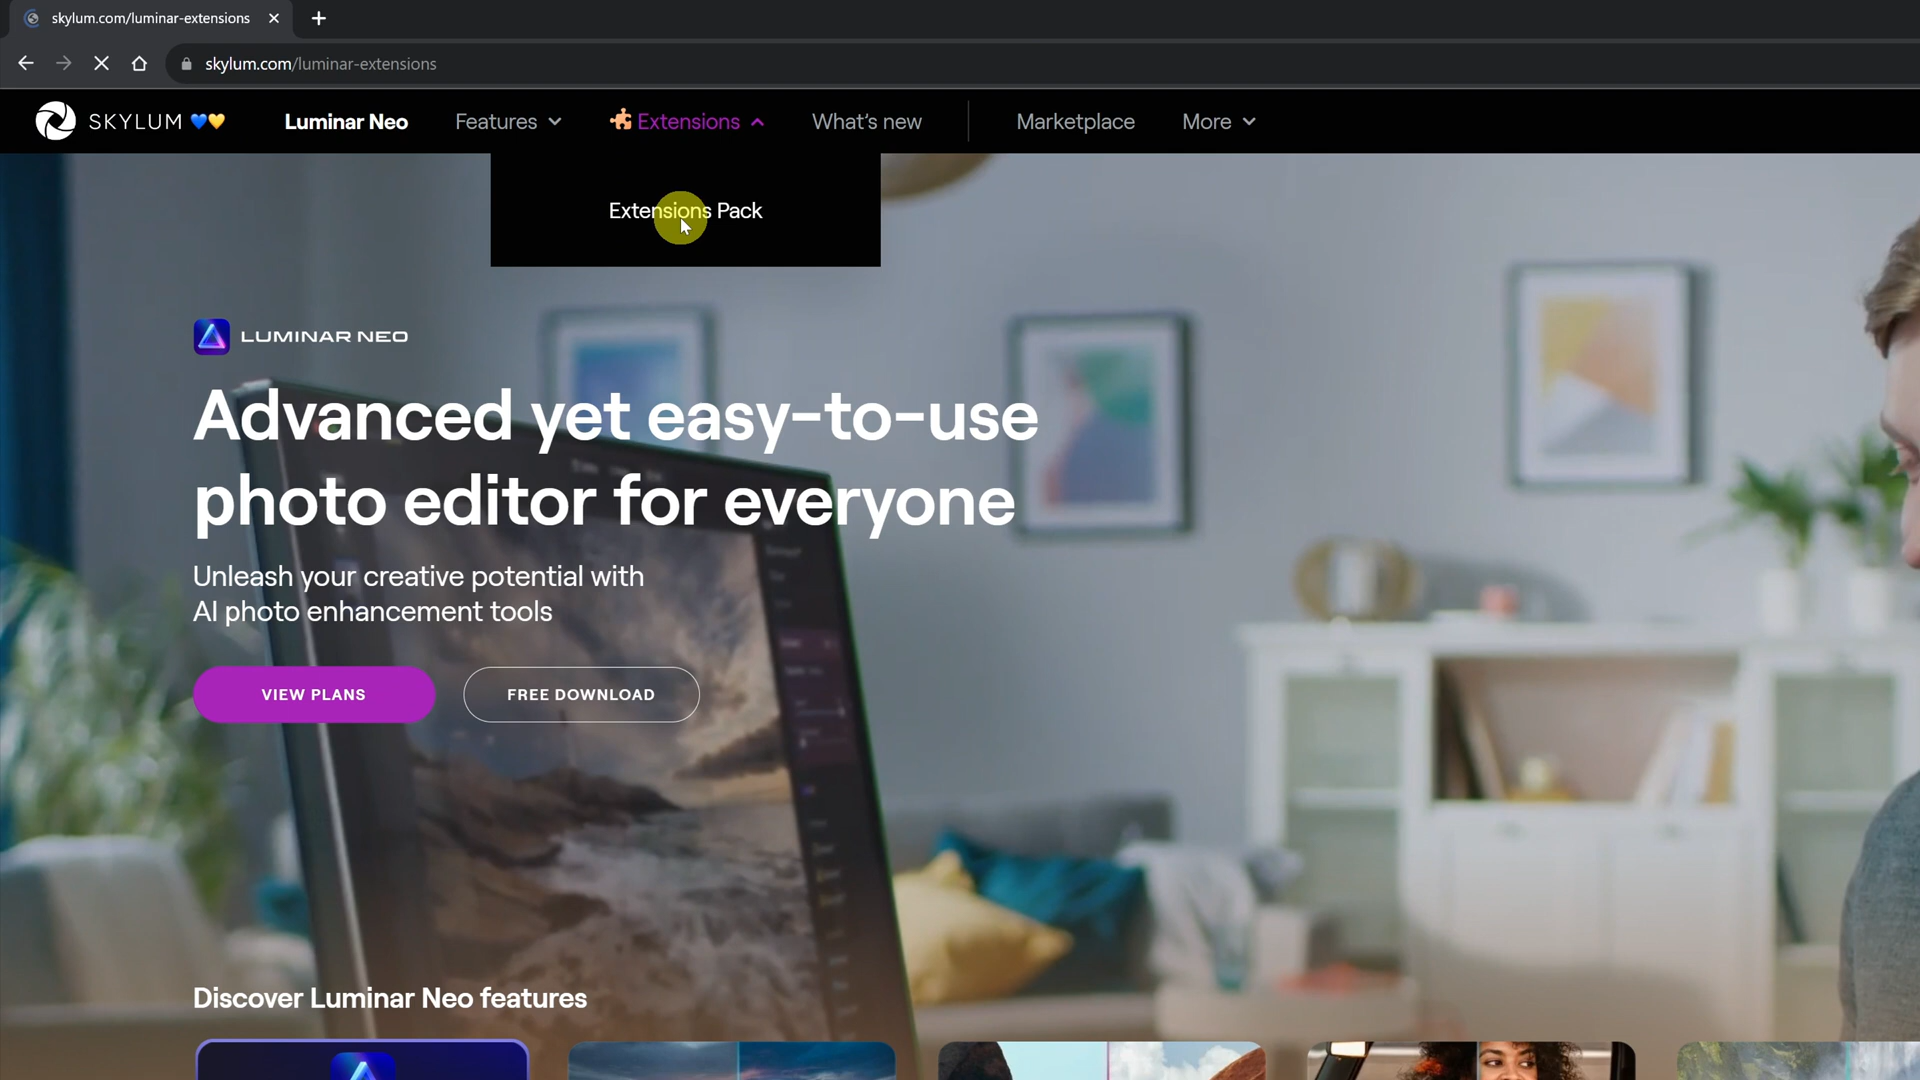 skylum.com/luminar-extensions
skylum.com/luminar-extensions
SKYLUM 💙💛
Luminar Neo
Features
Extensions
What's new
Marketplace
More
Extensions Pack
LUMINAR NEO
Advanced yet easy-to-use
photo editor for everyone
Unleash your creative potential with
AI photo enhancement tools
VIEW PLANS
FREE DOWNLOAD
Discover Luminar Neo features